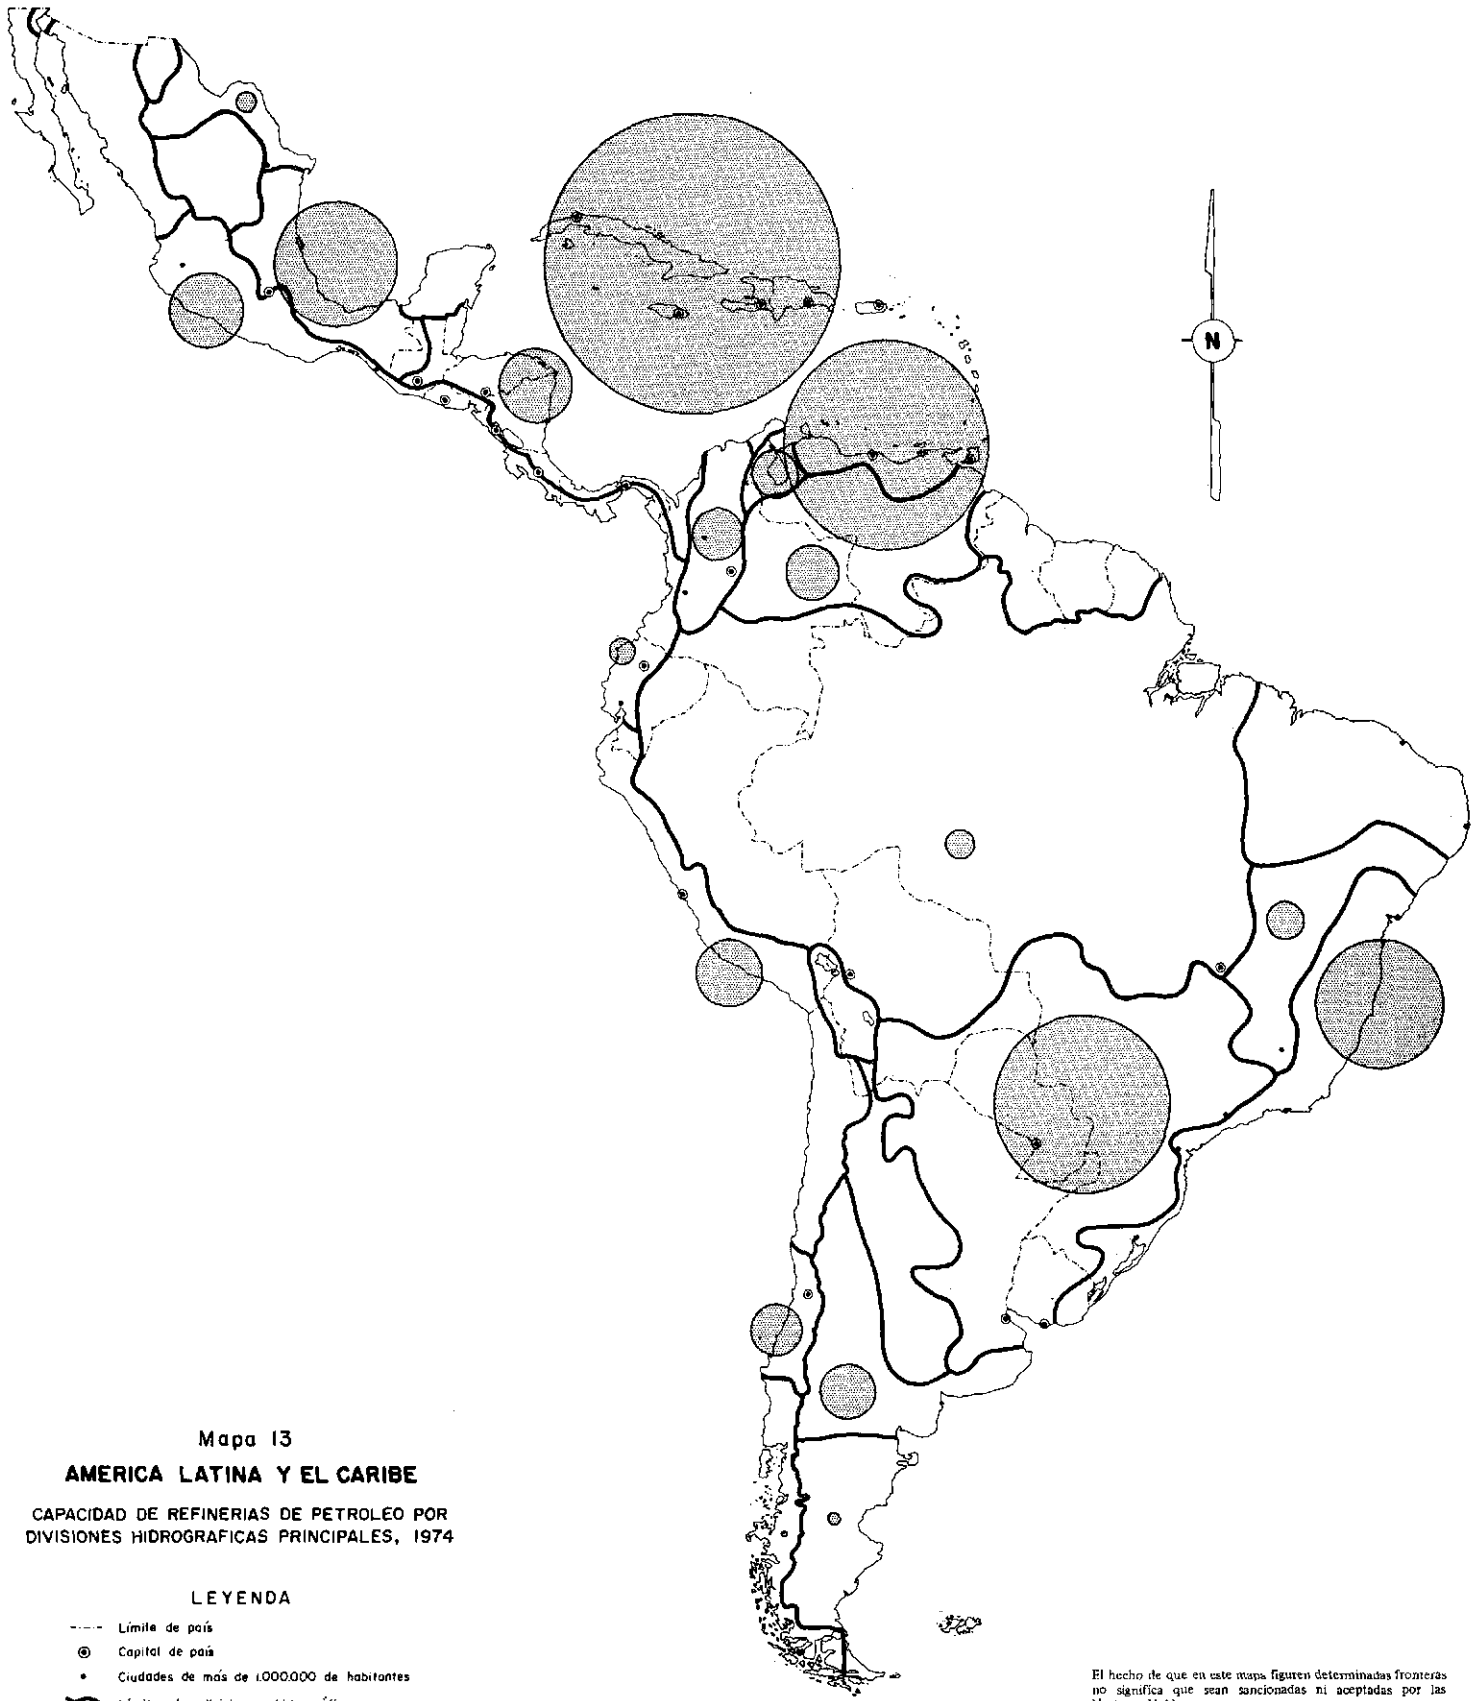 N
Mapa 13
AMERICA LATINA Y EL CARIBE
CAPACIDAD DE REFINERIAS DE PETROLEO POR
DIVISIONES HIDROGRAFICAS PRINCIPALES, 1974
LEYENDA
Límite de país
Capital de país
Ciudades de más de 1.000.000 de habitantes
El hecho de que en este mapa figuren determinadas fronteras
no significa que sean sancionadas ni aceptadas por las